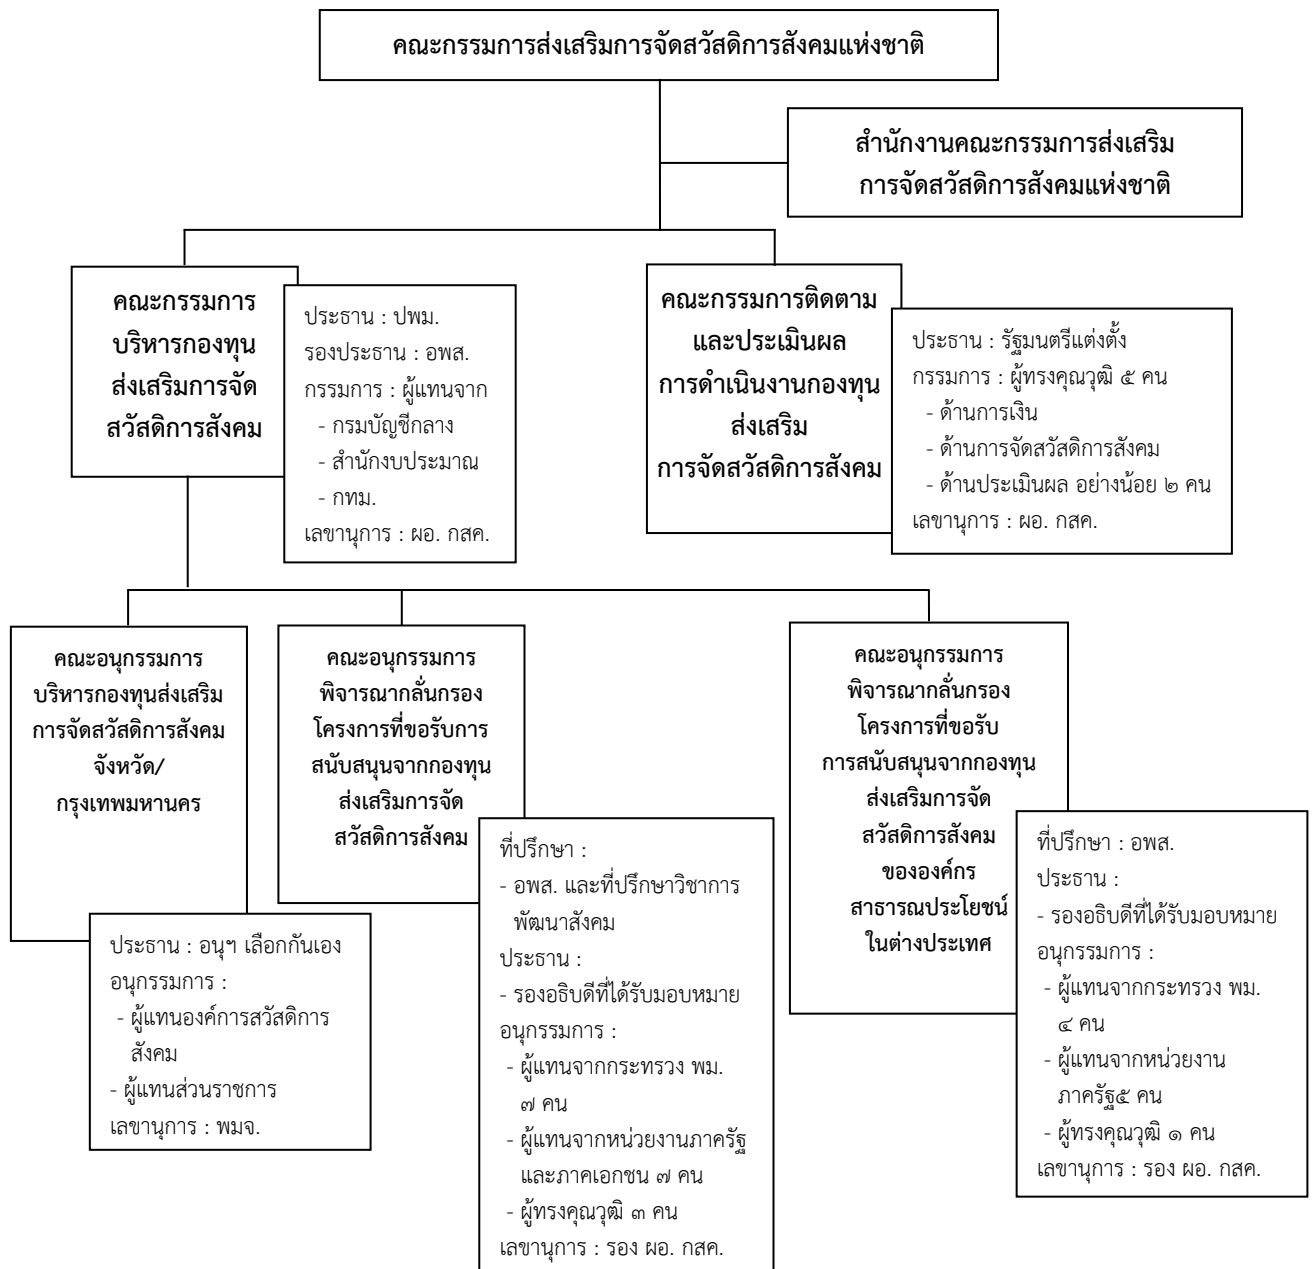 คณะกรรมการส่งเสริมการจัดสวัสดิการสังคมแห่งชาติ
สำนักงานคณะกรรมการส่งเสริม
การจัดสวัสดิการสังคมแห่งชาติ
คณะกรรมการ
บริหารกองทุน
ส่งเสริมการจัด
สวัสดิการสังคม
ประธาน : ปพม.
รองประธาน : อพส.
กรรมการ : ผู้แทนจาก
- กรมบัญชีกลาง
- สำนักงบประมาณ
- กทม.
เลขานุการ : ผอ. กสค.
คณะกรรมการติดตาม
และประเมินผล
การดำเนินงานกองทุน
ส่งเสริม
การจัดสวัสดิการสังคม
ประธาน : รัฐมนตรีแต่งตั้ง
กรรมการ : ผู้ทรงคุณวุฒิ ๕ คน
- ด้านการเงิน
- ด้านการจัดสวัสดิการสังคม
- ด้านประเมินผล อย่างน้อย ๒ คน
เลขานุการ : ผอ. กสค.
คณะอนุกรรมการ
บริหารกองทุนส่งเสริม
การจัดสวัสดิการสังคม
จังหวัด/
กรุงเทพมหานคร
ประธาน : อนุฯ เลือกกันเอง
อนุกรรมการ :
- ผู้แทนองค์การสวัสดิการ
สังคม
- ผู้แทนส่วนราชการ
เลขานุการ : พมจ.
คณะอนุกรรมการ
พิจารณากลั่นกรอง
โครงการที่ขอรับการ
สนับสนุนจากกองทุน
ส่งเสริมการจัด
สวัสดิการสังคม
ที่ปรึกษา :
- อพส. และที่ปรึกษาวิชาการ
พัฒนาสังคม
ประธาน :
- รองอธิบดีที่ได้รับมอบหมาย
อนุกรรมการ :
- ผู้แทนจากกระทรวง พม.
๗ คน
- ผู้แทนจากหน่วยงานภาครัฐ
และภาคเอกชน ๗ คน
- ผู้ทรงคุณวุฒิ ๓ คน
เลขานุการ : รอง ผอ. กสค.
คณะอนุกรรมการ
พิจารณากลั่นกรอง
โครงการที่ขอรับ
การสนับสนุนจากกองทุน
ส่งเสริมการจัด
สวัสดิการสังคม
ขององค์กร
สาธารณประโยชน์
ในต่างประเทศ
ที่ปรึกษา : อพส.
ประธาน :
- รองอธิบดีที่ได้รับมอบหมาย
อนุกรรมการ :
- ผู้แทนจากกระทรวง พม.
๔ คน
- ผู้แทนจากหน่วยงาน
ภาครัฐ๕ คน
- ผู้ทรงคุณวุฒิ ๑ คน
เลขานุการ : รอง ผอ. กสค.